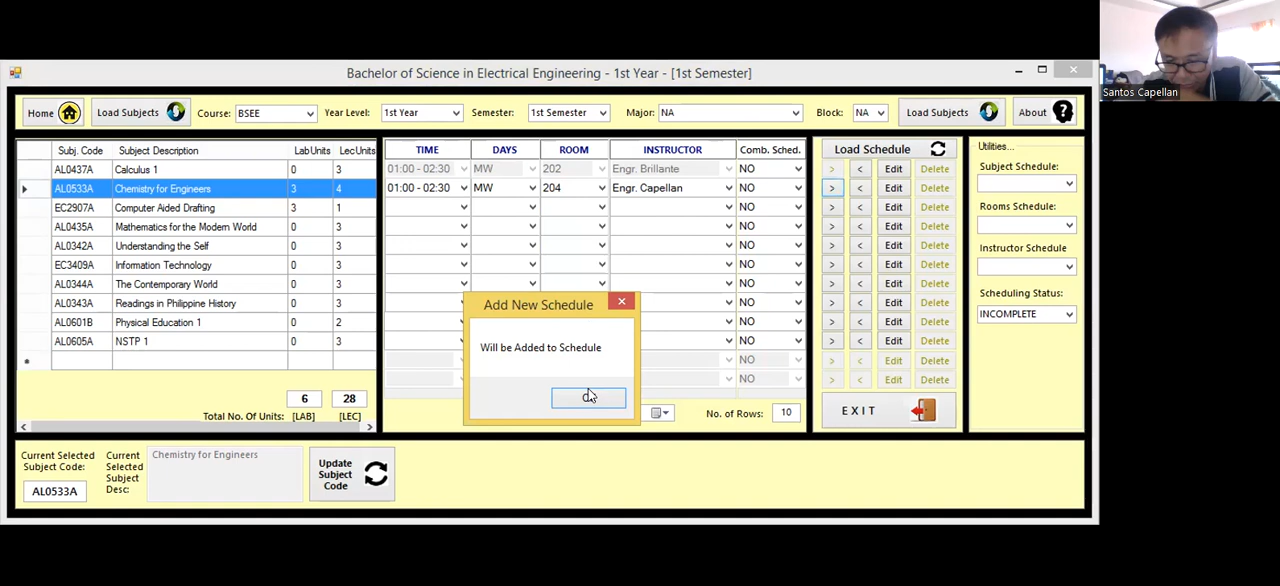 Bachelor of Science in Electrical Engineering - 1st Year - [1st Semester]
Santos Capellan
Home Load Subjects Course: BSEE Year Level: 1st Year Semester: 1st Semester Major: NA Block: NA Load Subjects About ?
Subj. Code Subject Description LabUnits LecUnits TIME DAYS ROOM INSTRUCTOR Comb. Sched. Load Schedule Utilities...
AL0437A Calculus 1 0 3 01:00 - 02:30 MW 202 Engr. Brillante NO > < Edit Delete Subject Schedule:
AL0533A Chemistry for Engineers 3 4 01:00 - 02:30 MW 204 Engr. Capellan NO > < Edit Delete
EC2907A Computer Aided Drafting 3 1 NO > < Edit Delete Rooms Schedule:
AL0435A Mathematics for the Modern World 0 3 NO > < Edit Delete
AL0342A Understanding the Self 0 3 NO > < Edit Delete Instructor Schedule
EC3409A Information Technology 0 3 NO > < Edit Delete
AL0344A The Contemporary World 0 3 NO > < Edit Delete Scheduling Status:
AL0343A Readings in Philippine History 0 3 NO > < Edit Delete
INCOMPLETE
AL0601B Physical Education 1 0 2 NO > < Edit Delete
AL0605A NSTP 1 0 3 NO > < Edit Delete
NO > < Edit Delete
NO > < Edit Delete
Add New Schedule
Will be Added to Schedule
6 28
Total No. Of Units: [LAB] [LEC]
No. of Rows: 10
EXIT
Current Selected Subject Code:
AL0533A
Current Selected Subject Desc:
Chemistry for Engineers
Update Subject Code